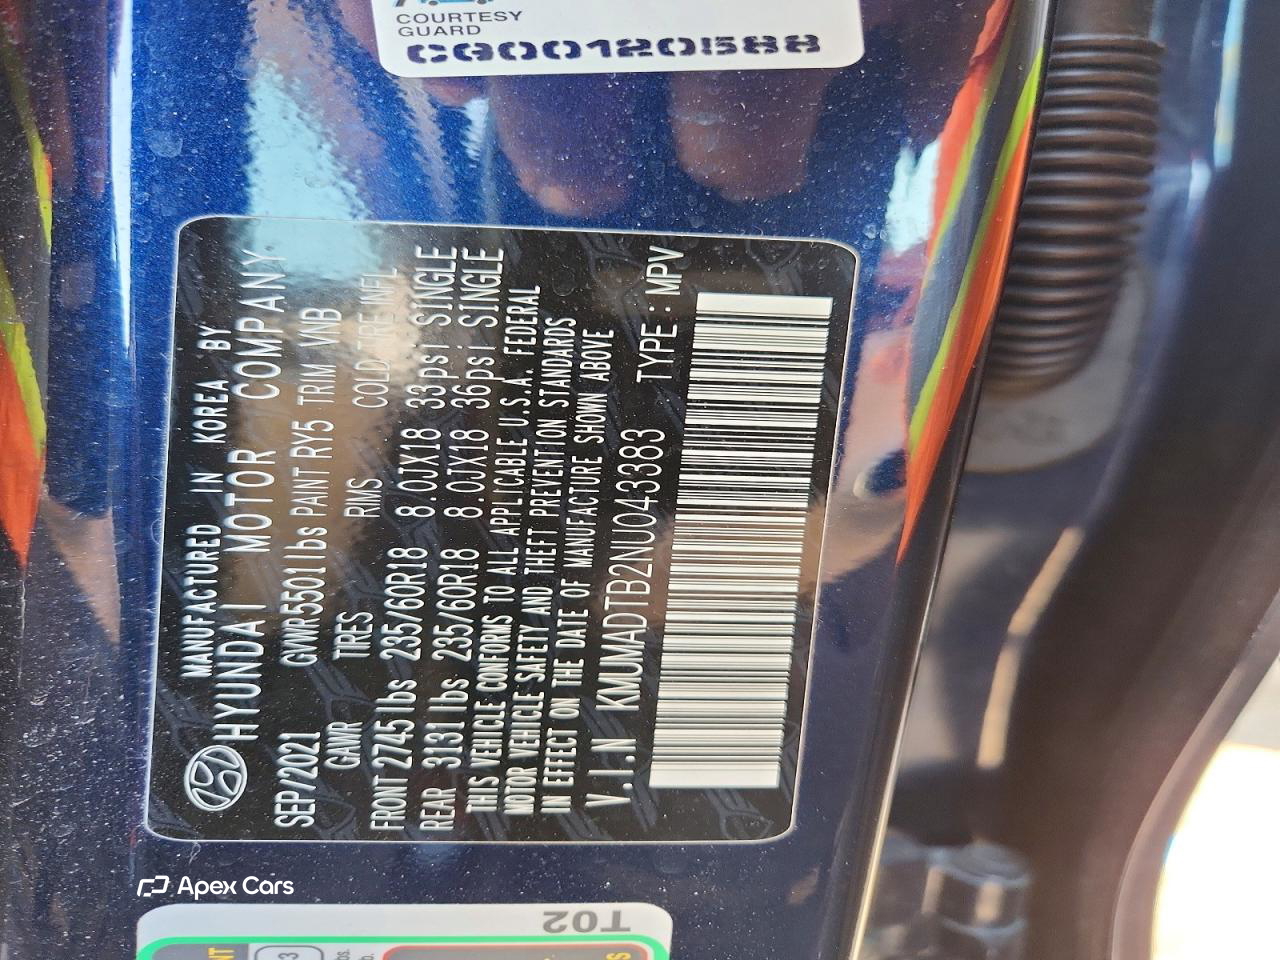 COURTESY
GUARD
CG00120588
MANUFACTURED IN KOREA BY
HYUNDAI MOTOR COMPANY
SEP/2021 GVWR 5501lbs PAINT RY5 TRIM VNB
GAWR TIRES RIMS COLD TIRE INFL
FRONT 2745 lbs 235/60R18 8.0JX18 33psi SINGLE
REAR 3131 lbs 235/60R18 8.0JX18 36psi SINGLE
THIS VEHICLE CONFORMS TO ALL APPLICABLE U.S.A. FEDERAL
MOTOR VEHICLE SAFETY AND THEFT PREVENTION STANDARDS
IN EFFECT ON THE DATE OF MANUFACTURE SHOWN ABOVE
V.I.N KMUMADTB2NU043383 TYPE : MPV
Apex Cars
T02